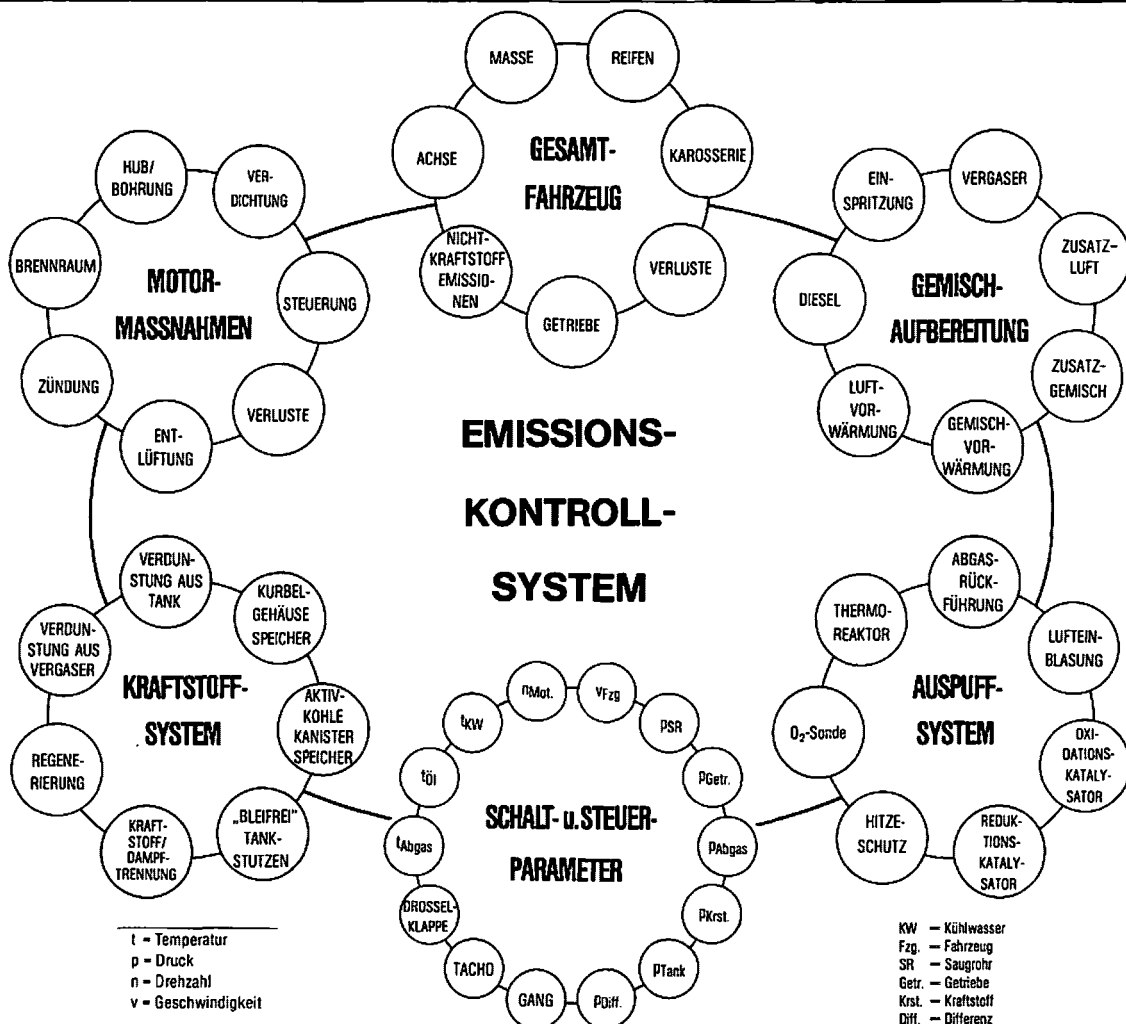 MASSE
REIFEN
ACHSE
KAROSSERIE
NICHT-
KRAFTSTOFF
EMISSIO-
NEN
VERLUSTE
GETRIEBE
GESAMT-
FAHRZEUG
HUB/
BOHRUNG
VER-
DICHTUNG
BRENNRAUM
STEUERUNG
ZÜNDUNG
VERLUSTE
ENT-
LÜFTUNG
MOTOR-
MASSNAHMEN
EIN-
SPRITZUNG
VERGASER
ZUSATZ-
LUFT
DIESEL
ZUSATZ-
GEMISCH
LUFT-
VOR-
WÄRMUNG
GEMISCH-
VOR-
WÄRMUNG
GEMISCH-
AUFBEREITUNG
EMISSIONS-
KONTROLL-
SYSTEM
VERDUN-
STUNG AUS
TANK
KURBEL-
GEHÄUSE
SPEICHER
VERDUN-
STUNG AUS
VERGASER
AKTIV-
KOHLE
KANISTER
SPEICHER
REGENE-
RIERUNG
„BLEIFREI"
TANK-
STUTZEN
KRAFT-
STOFF/
DAMPF-
TRENNUNG
KRAFTSTOFF-
SYSTEM
ABGAS-
RÜCK-
FÜHRUNG
THERMO-
REAKTOR
LUFTEIN-
BLASUNG
O₂-Sonde
OXI-
DATIONS-
KATALY-
SATOR
HITZE-
SCHUTZ
REDUK-
TIONS-
KATALY-
SATOR
AUSPUFF-
SYSTEM
nMot.
vFzg
tKW
pSR
tÖl
pGetr.
tAbgas
pAbgas
DROSSEL-
KLAPPE
pKrst.
TACHO
pTank
GANG
pDiff.
SCHALT- u. STEUER-
PARAMETER
t = Temperatur
p = Druck
n = Drehzahl
v = Geschwindigkeit
KW — Kühlwasser
Fzg. — Fahrzeug
SR — Saugrohr
Getr. — Getriebe
Krst. — Kraftstoff
Diff. — Differenz